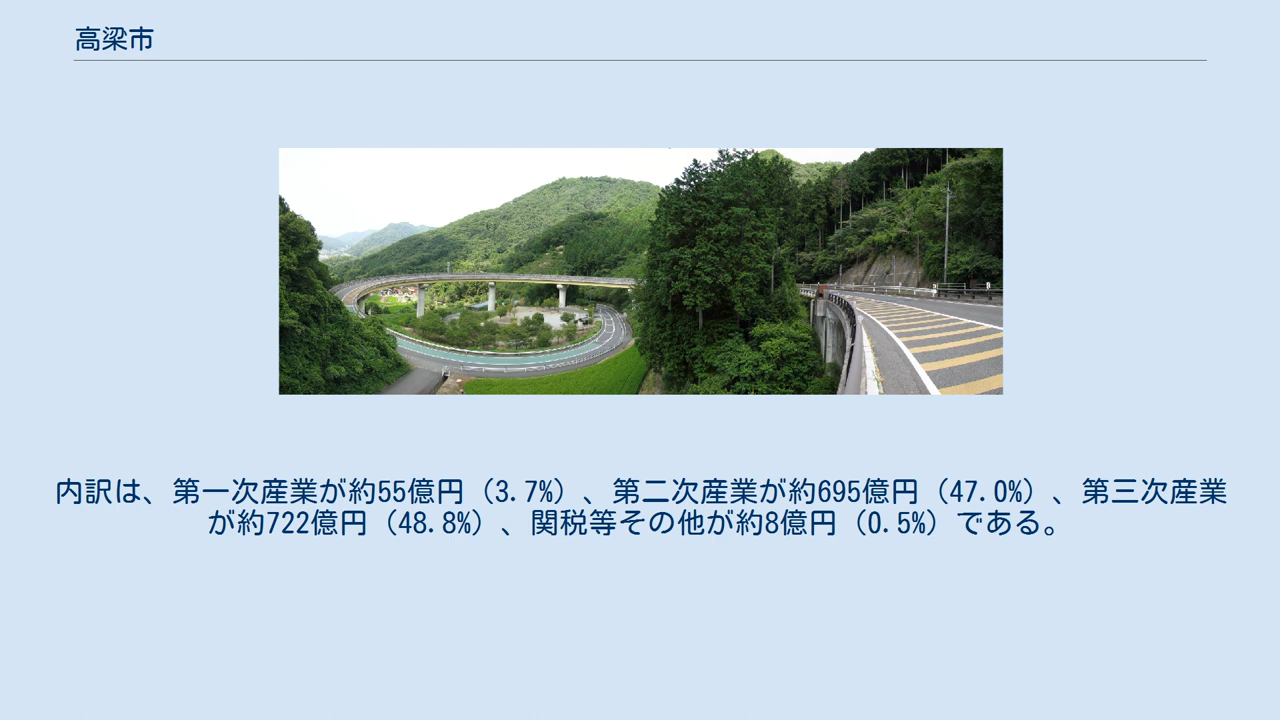 高梁市
内訳は、第一次産業が約55億円（3.7%）、第二次産業が約695億円（47.0%）、第三次産業
が約722億円（48.8%）、関税等その他が約8億円（0.5%）である。